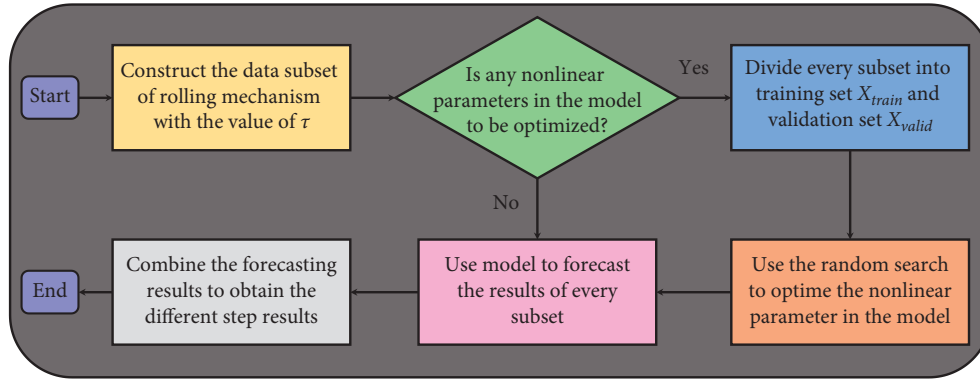 Start
Construct the data subset
of rolling mechanism
with the value of τ
Is any nonlinear
parameters in the model
to be optimized?
Yes
Divide every subset into
training set X_train and
validation set X_valid
No
Use the random search
to optime the nonlinear
parameter in the model
Use model to forecast
the results of every
subset
Combine the forecasting
results to obtain the
different step results
End